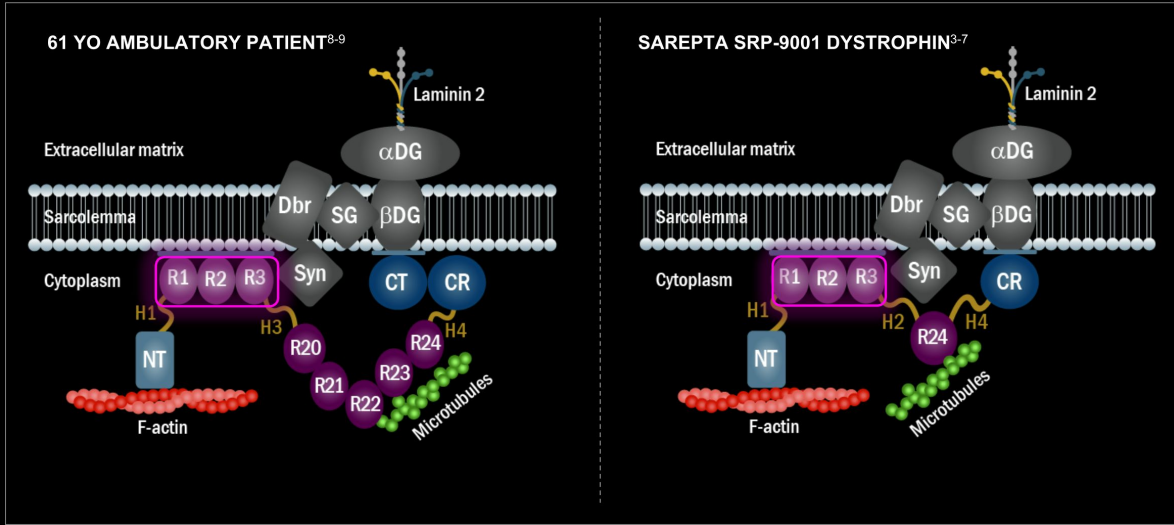 61 YO AMBULATORY PATIENT8-9
Laminin 2
αDG
Extracellular matrix
Dbr
SG
βDG
Sarcolemma
Syn
Cytoplasm
R1
R2
R3
CT
CR
H1
H3
H4
NT
R20
R21
R22
R23
R24
Microtubules
F-actin
SAREPTA SRP-9001 DYSTROPHIN3-7
Laminin 2
αDG
Extracellular matrix
Dbr
SG
βDG
Sarcolemma
Syn
Cytoplasm
R1
R2
R3
CR
H1
H2
H4
NT
R24
Microtubules
F-actin